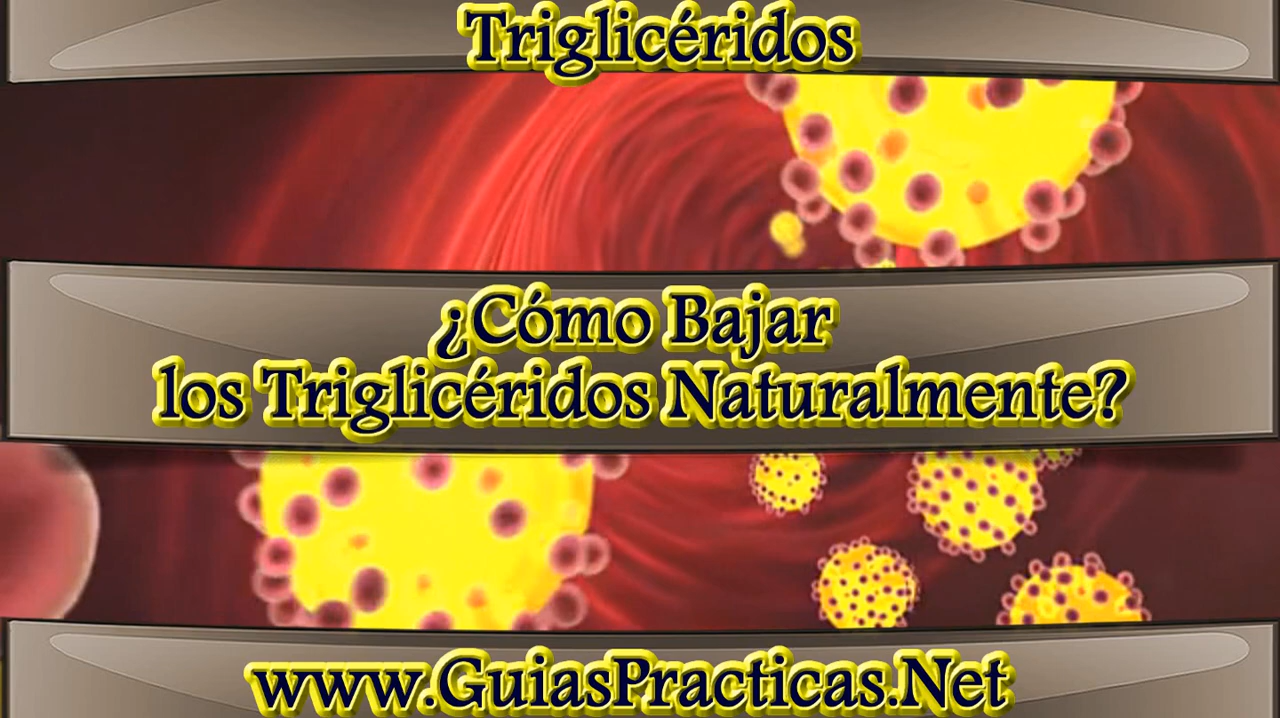 Triglicéridos
¿Cómo Bajar
los Triglicéridos Naturalmente?
www.GuiasPracticas.Net